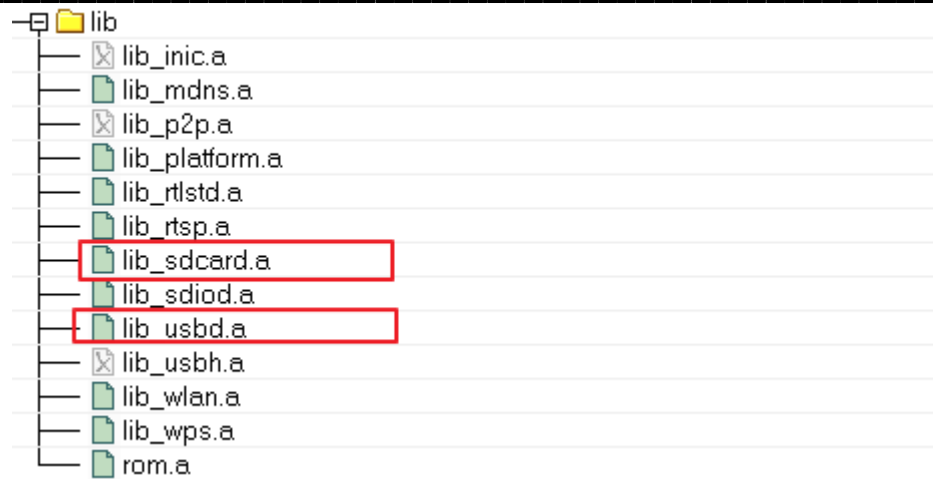 lib
lib_inic.a
lib_mdns.a
lib_p2p.a
lib_platform.a
lib_rtlstd.a
lib_rtsp.a
lib_sdcard.a
lib_sdiod.a
lib_usbd.a
lib_usbh.a
lib_wlan.a
lib_wps.a
rom.a